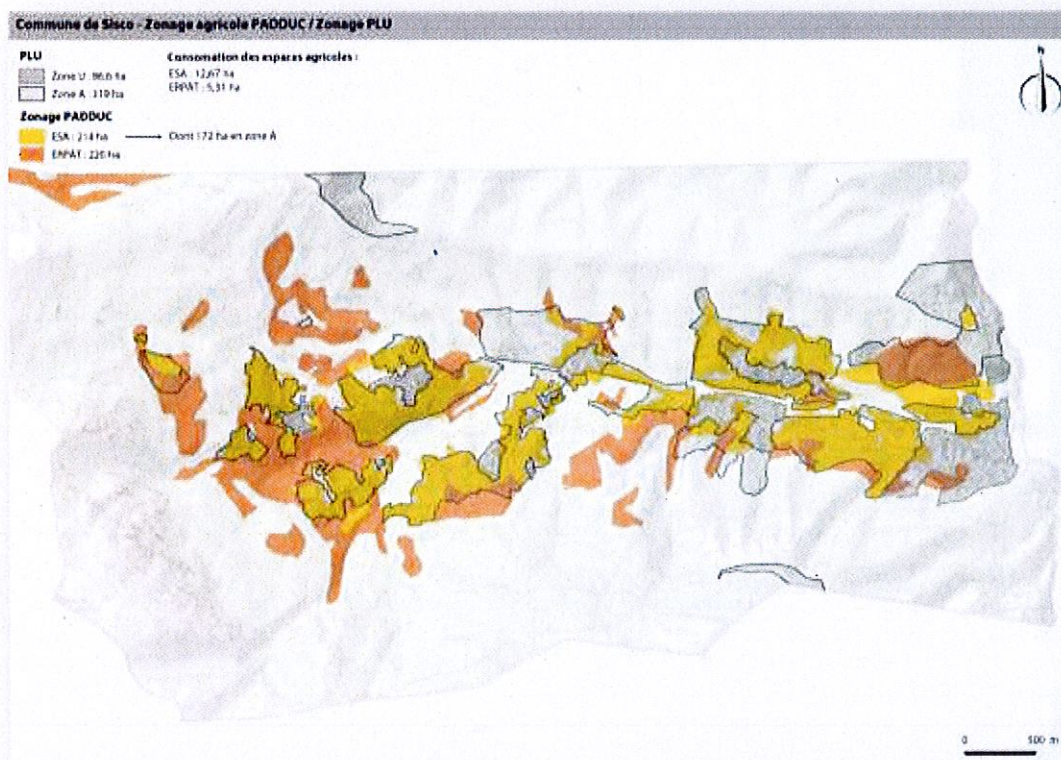 Commune de Sisco - Zonage agricole PADDUC / Zonage PLU
PLU
Zone U : 86,6 ha
Zone A : 319 ha
Consomation des espaces agricoles :
ESA : 12,67 ha
ERPAT : 5,31 ha
Zonage PADDUC
ESA : 214 ha
Dont 172 ha en zone A
ERPAT : 220 ha
N
0 500 m